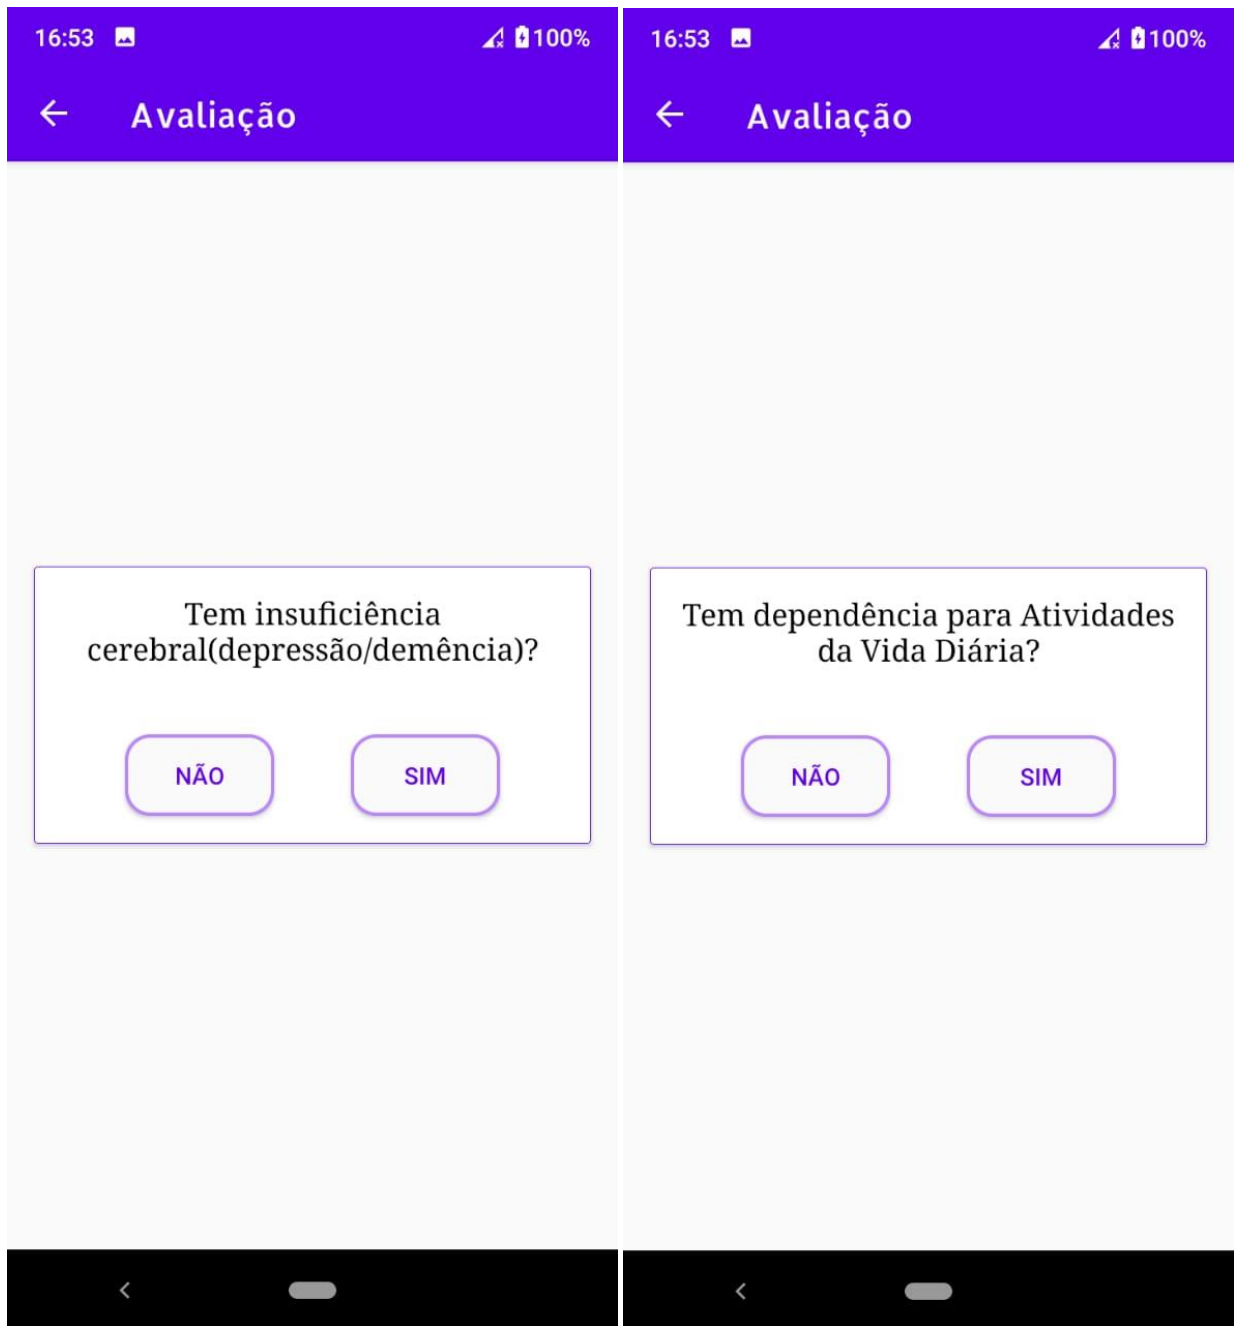 16:53
100%
Avaliação
Tem insuficiência
cerebral(depressão/demência)?
NÃO
SIM
16:53
100%
Avaliação
Tem dependência para Atividades
da Vida Diária?
NÃO
SIM